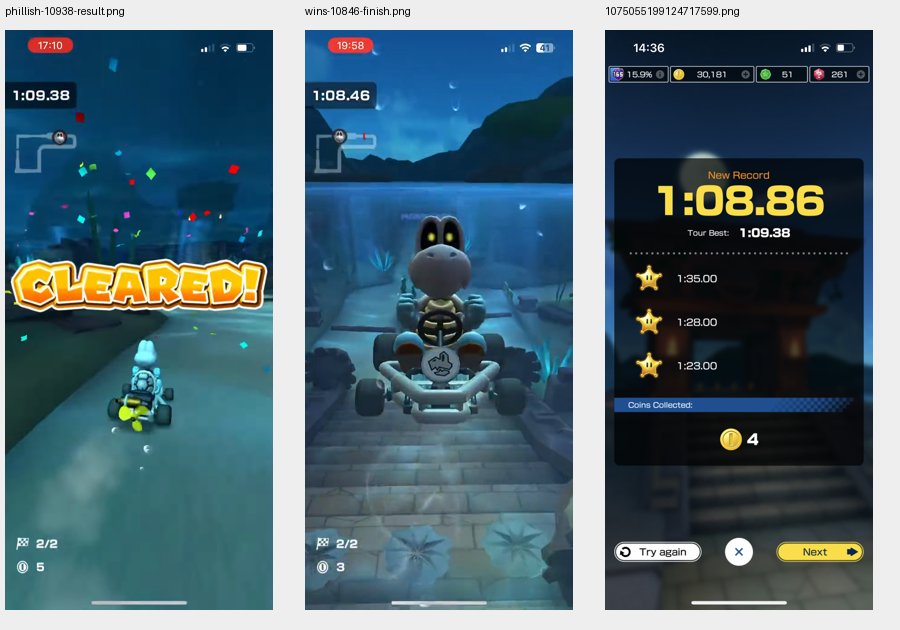 phillish-10938-result.png
17:10
1:09.38
CLEARED!
2/2
5
wins-10846-finish.png
19:58
41
1:08.46
2/2
3
1075055199124717599.png
14:36
15.9%
30,181
51
261
New Record
1:08.86
Tour Best: 1:09.38
1:35.00
1:28.00
1:23.00
Coins Collected:
4
Try again
Next